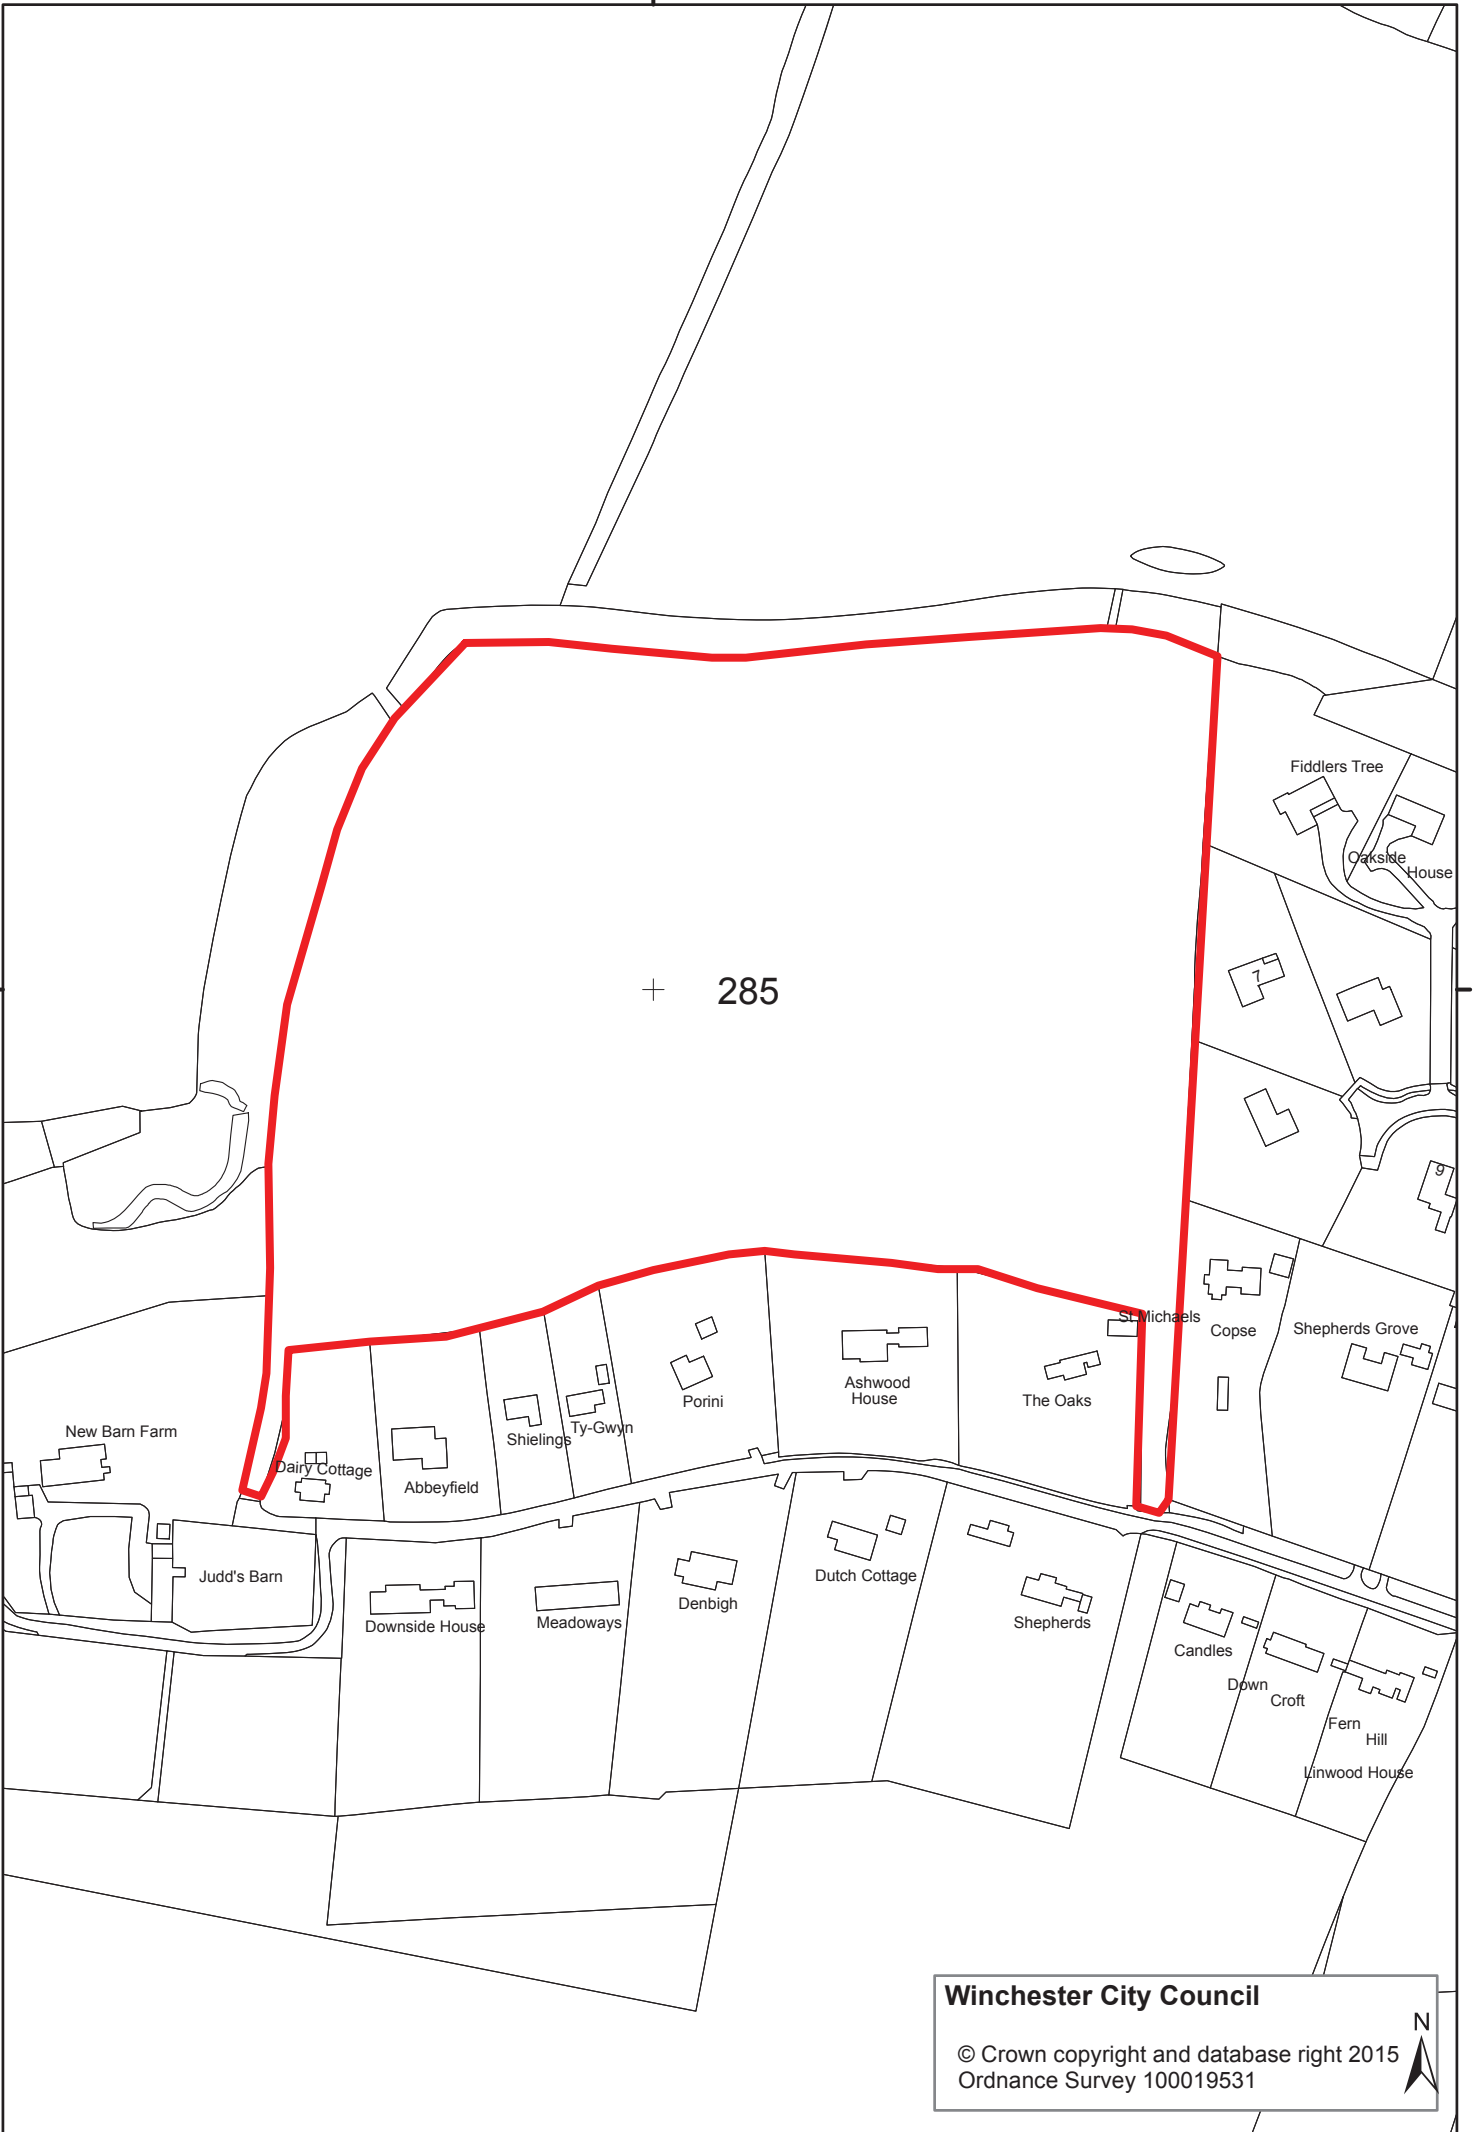 Fiddlers Tree
Oakside
House
285
7
9
St Michaels
Copse
Shepherds Grove
Ashwood
House
The Oaks
Porini
Ty-Gwyn
Shielings
New Barn Farm
Dairy Cottage
Abbeyfield
Judd's Barn
Dutch Cottage
Denbigh
Meadoways
Downside House
Shepherds
Candles
Down
Croft
Fern
Hill
Linwood House
Winchester City Council
N
© Crown copyright and database right 2015
Ordnance Survey 100019531